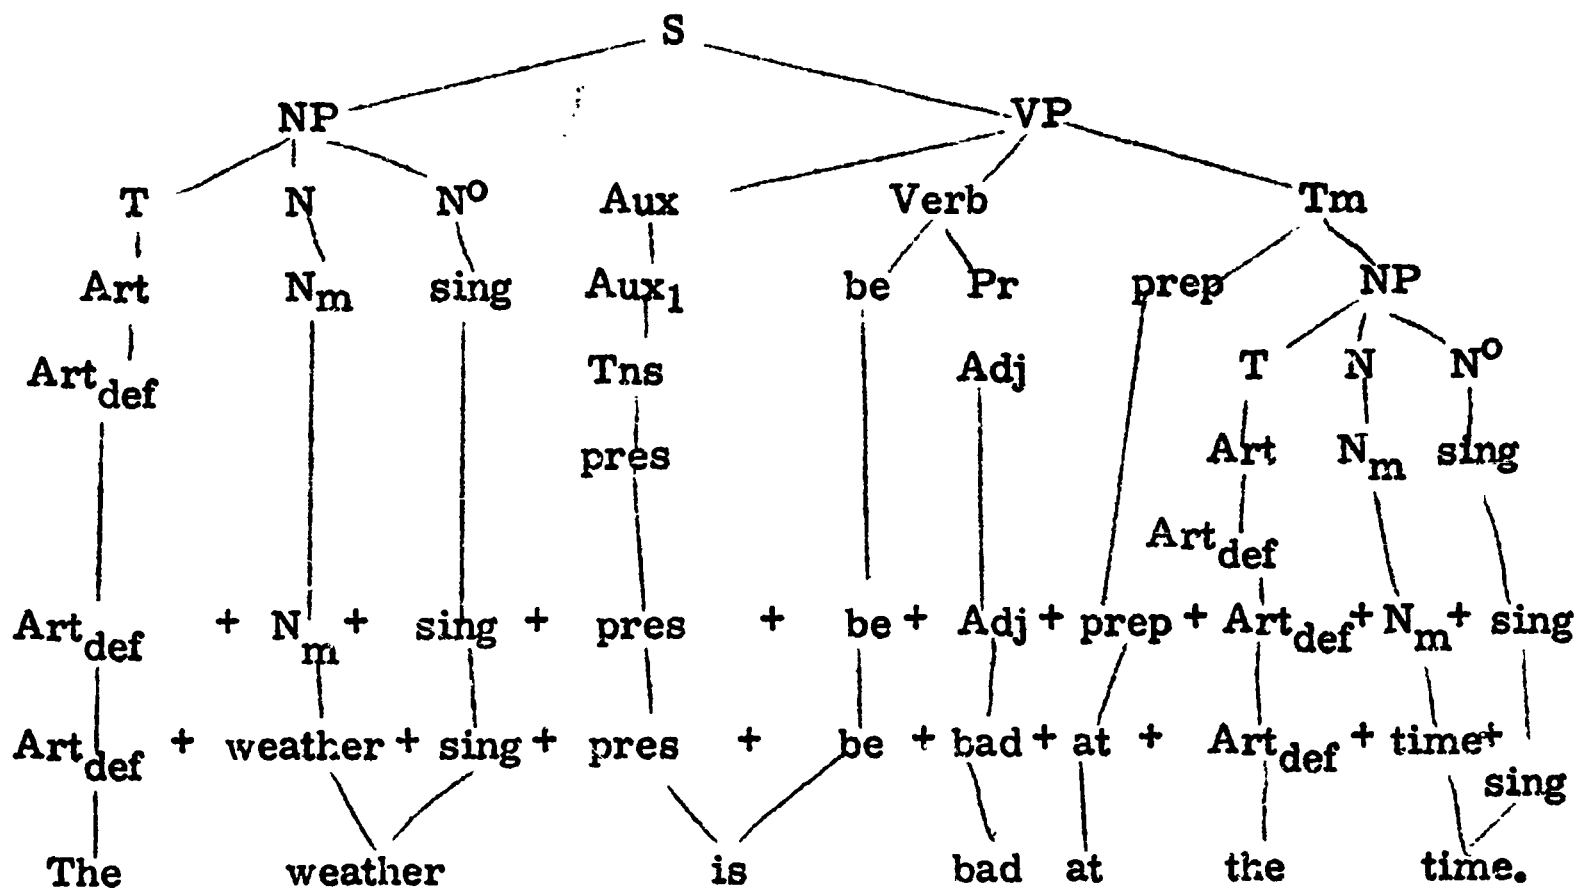 S
NP VP
T N Nº Aux Verb Tm
Art Nm sing Aux1 be Pr prep NP
Artdef Tns Adj T N Nº
pres Art Nm sing
Artdef
Artdef + Nm + sing + pres + be + Adj + prep + Artdef + Nm + sing
Artdef + weather + sing + pres + be + bad + at + Artdef + time + sing
The weather is bad at the time.